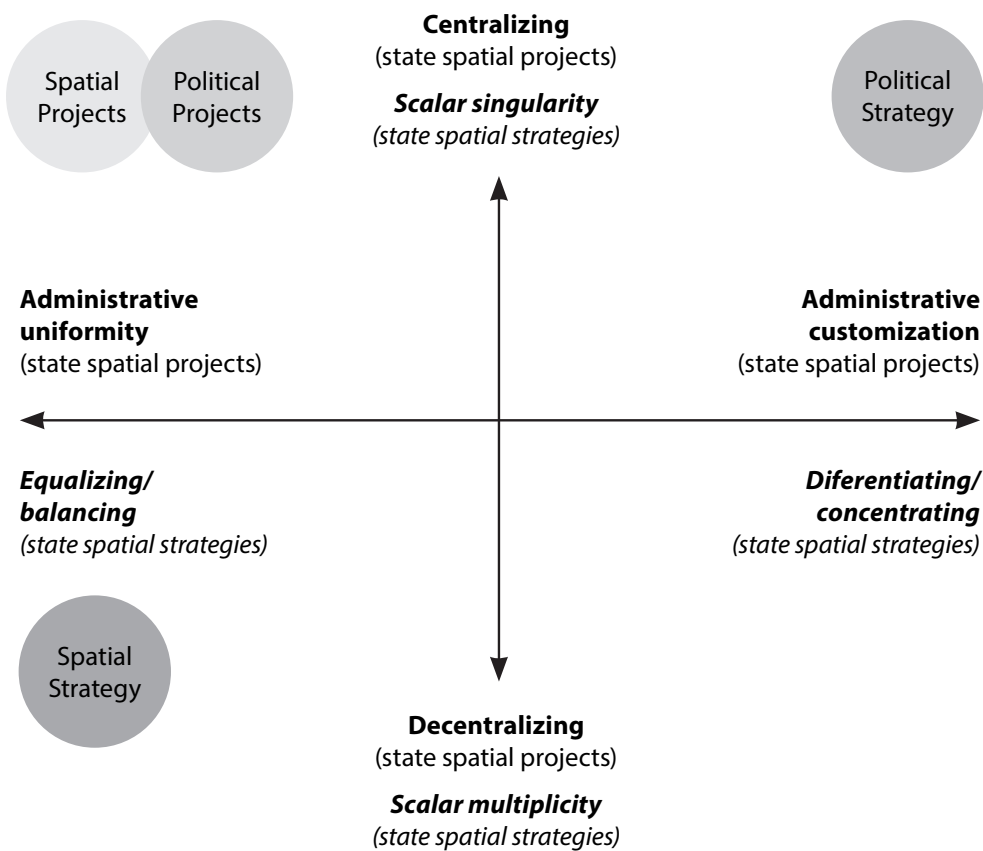 Centralizing
(state spatial projects)
Scalar singularity
(state spatial strategies)
Spatial
Projects
Political
Projects
Political
Strategy
Administrative
uniformity
(state spatial projects)
Administrative
customization
(state spatial projects)
Equalizing/
balancing
(state spatial strategies)
Diferentiating/
concentrating
(state spatial strategies)
Spatial
Strategy
Decentralizing
(state spatial projects)
Scalar multiplicity
(state spatial strategies)